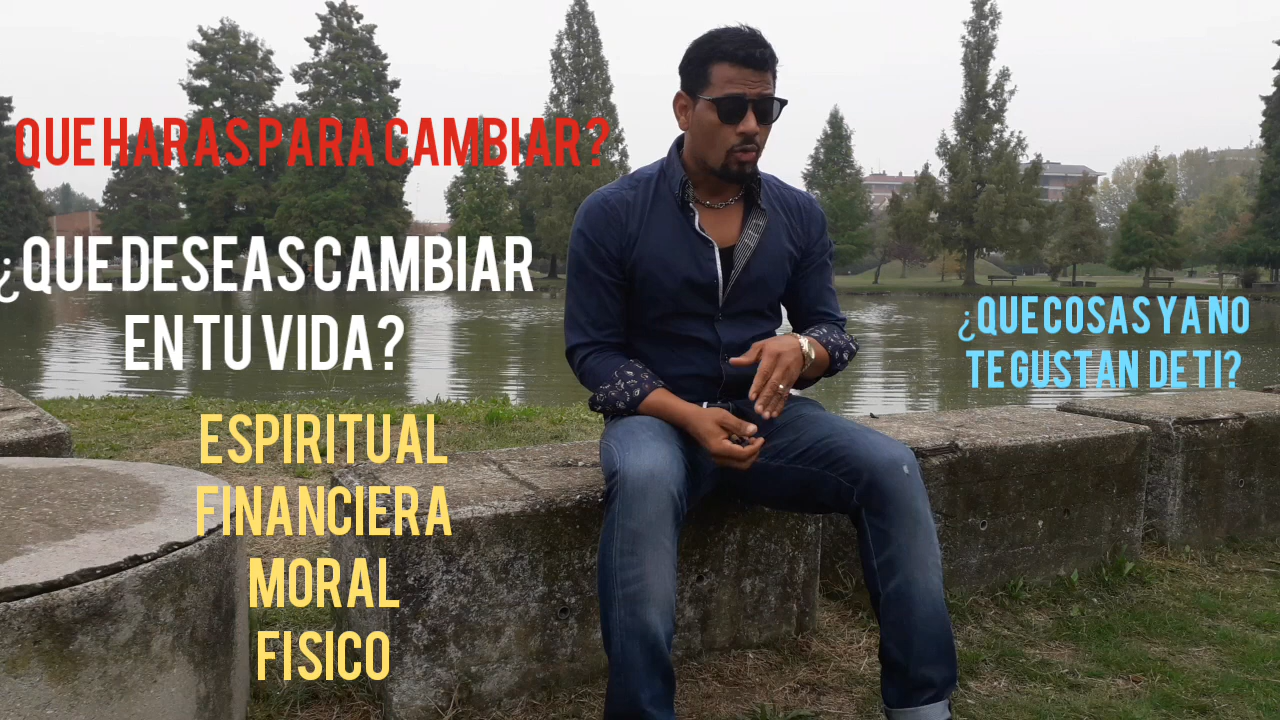 QUE HARAS PARA CAMBIAR?
¿QUE DESEAS CAMBIAR
EN TU VIDA?
¿QUE COSAS YA NO
TE GUSTAN DE TI?
ESPIRITUAL
FINANCIERA
MORAL
FISICO